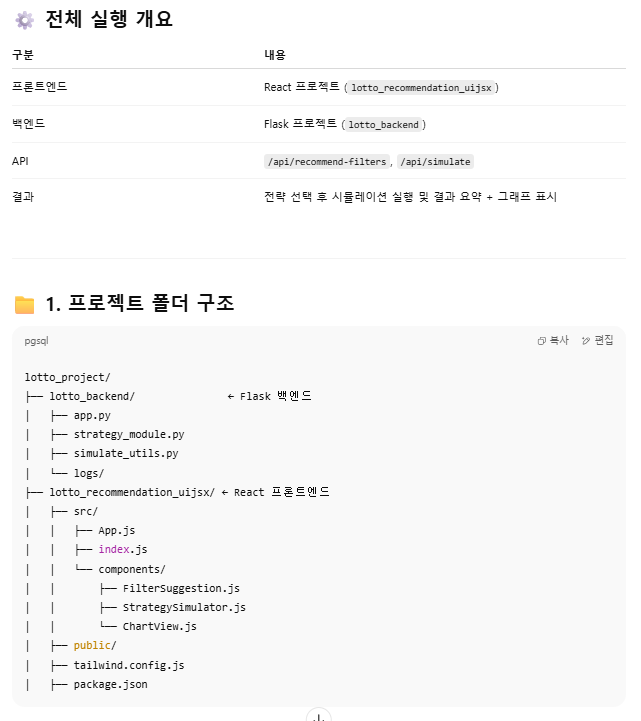 ⚙️ 전체 실행 개요
구분 내용
프론트엔드 React 프로젝트 ( lotto_recommendation_uijsx )
백엔드 Flask 프로젝트 ( lotto_backend )
API /api/recommend-filters , /api/simulate
결과 전략 선택 후 시뮬레이션 실행 및 결과 요약 + 그래프 표시
📁 1. 프로젝트 폴더 구조
pgsql 복사 편집
lotto_project/
├── lotto_backend/ ← Flask 백엔드
│ ├── app.py
│ ├── strategy_module.py
│ ├── simulate_utils.py
│ └── logs/
├── lotto_recommendation_uijsx/ ← React 프론트엔드
│ ├── src/
│ │ ├── App.js
│ │ ├── index.js
│ │ └── components/
│ │ ├── FilterSuggestion.js
│ │ ├── StrategySimulator.js
│ │ └── ChartView.js
│ ├── public/
│ ├── tailwind.config.js
│ ├── package.json